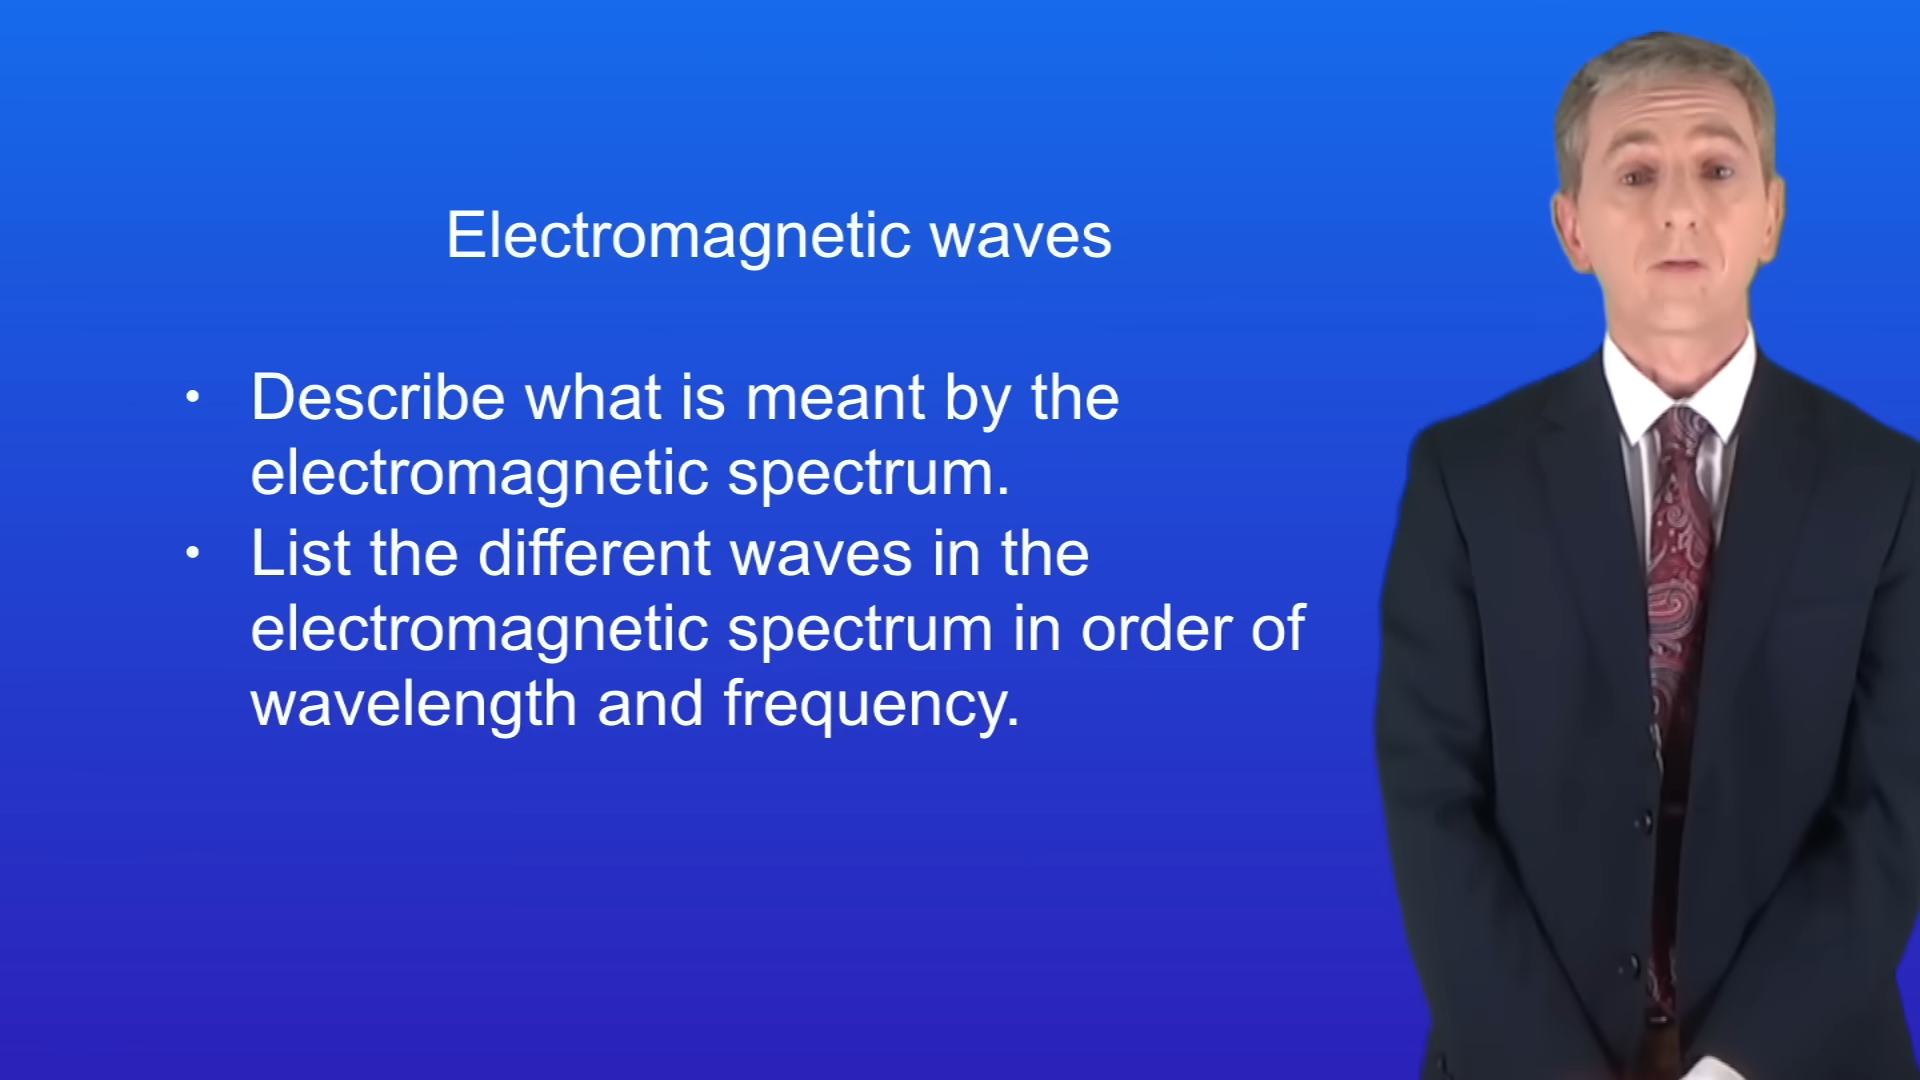 Electromagnetic waves
• Describe what is meant by the
electromagnetic spectrum.
• List the different waves in the
electromagnetic spectrum in order of
wavelength and frequency.